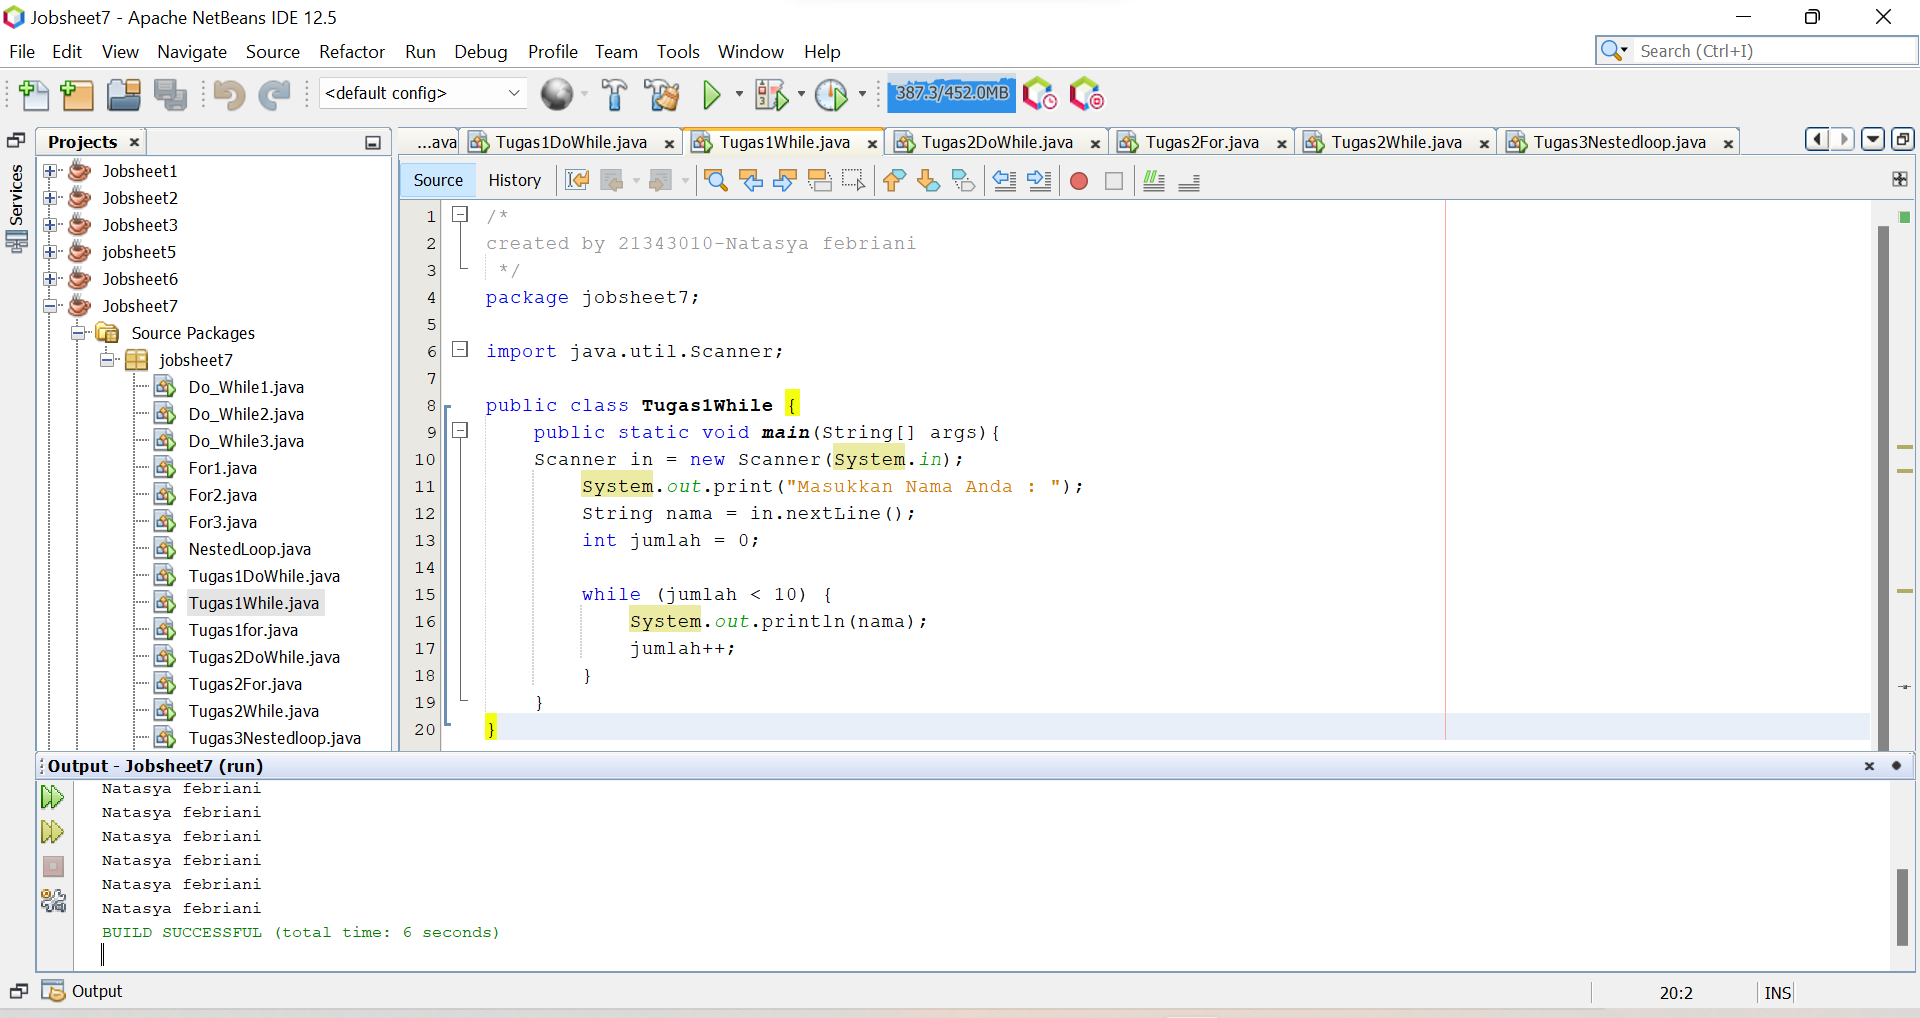 Jobsheet7 - Apache NetBeans IDE 12.5
File Edit View Navigate Source Refactor Run Debug Profile Team Tools Window Help
Search (Ctrl+I)
<default config>
387.3/452.0MB
Projects
...ava Tugas1DoWhile.java Tugas1While.java Tugas2DoWhile.java Tugas2For.java Tugas2While.java Tugas3Nestedloop.java
Services
Jobsheet1
Jobsheet2
Jobsheet3
jobsheet5
Jobsheet6
Jobsheet7
Source Packages
jobsheet7
Do_While1.java
Do_While2.java
Do_While3.java
For1.java
For2.java
For3.java
NestedLoop.java
Tugas1DoWhile.java
Tugas1While.java
Tugas1for.java
Tugas2DoWhile.java
Tugas2For.java
Tugas2While.java
Tugas3Nestedloop.java
Source History
1 /*
2 created by 21343010-Natasya febriani
3 */
4 package jobsheet7;
5
6 import java.util.Scanner;
7
8 public class Tugas1While {
9 public static void main(String[] args){
10 Scanner in = new Scanner(System.in);
11 System.out.print("Masukkan Nama Anda : ");
12 String nama = in.nextLine();
13 int jumlah = 0;
14
15 while (jumlah < 10) {
16 System.out.println(nama);
17 jumlah++;
18 }
19 }
20 }
Output - Jobsheet7 (run)
Natasya febriani
Natasya febriani
Natasya febriani
Natasya febriani
Natasya febriani
Natasya febriani
BUILD SUCCESSFUL (total time: 6 seconds)
Output
20:2 INS